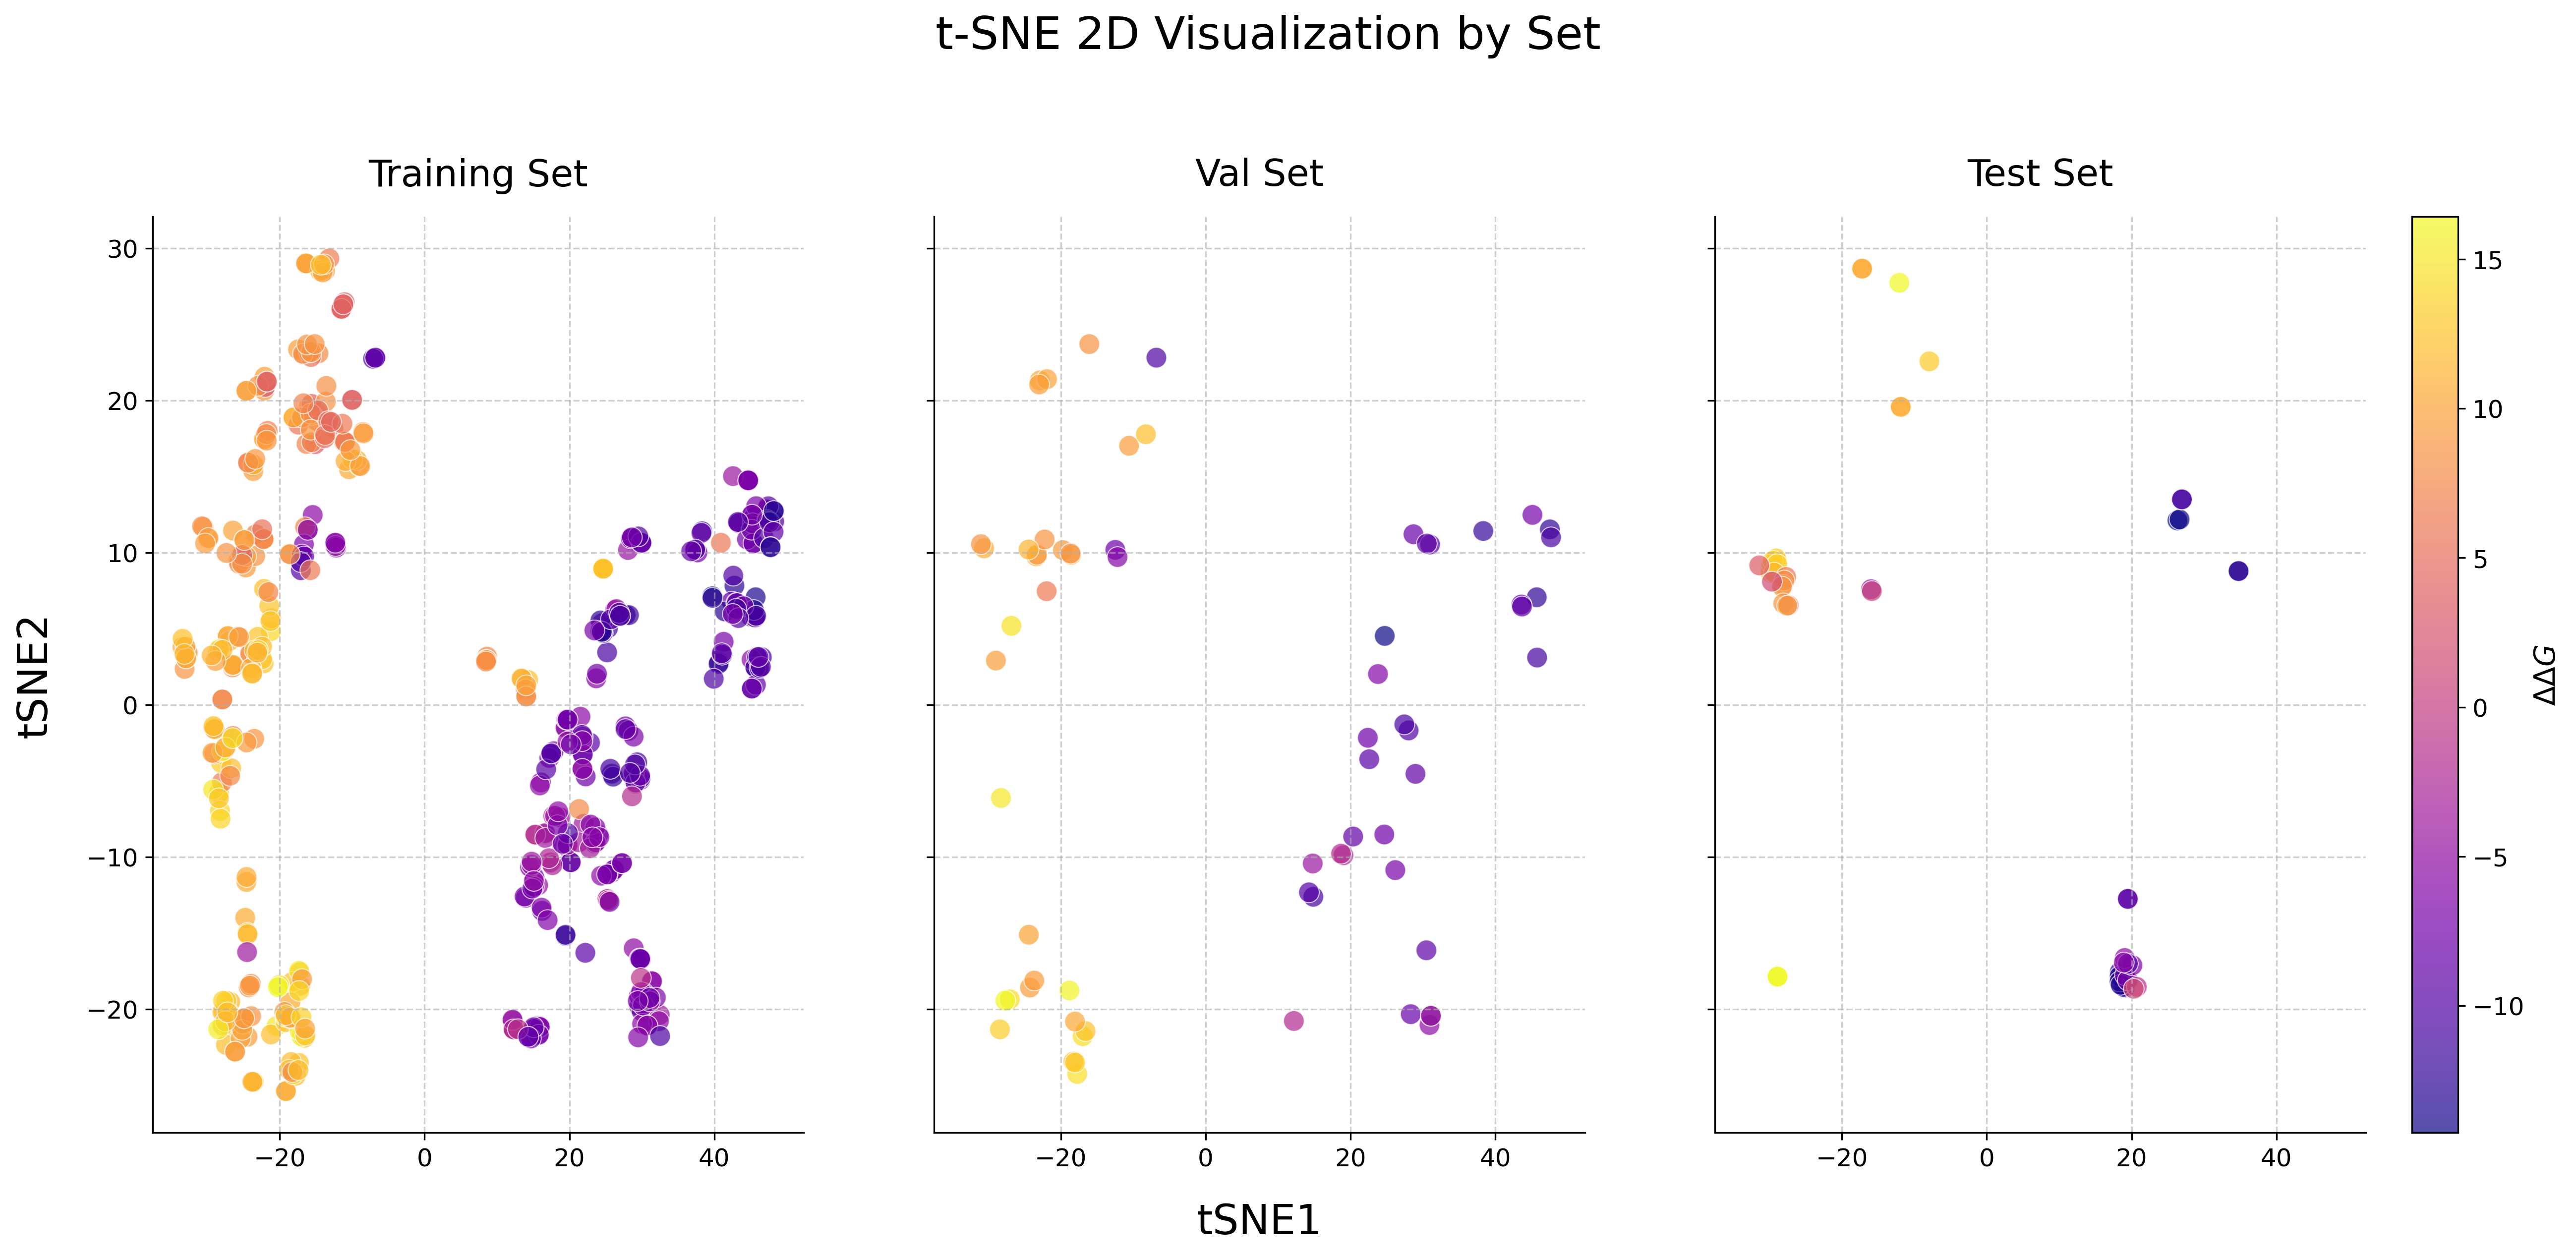 t-SNE 2D Visualization by Set
Training Set
Val Set
Test Set
30
20
10
0
−10
−20
tSNE2
−20 0 20 40
−20 0 20 40
−20 0 20 40
tSNE1
15
10
5
0
−5
−10
ΔΔG